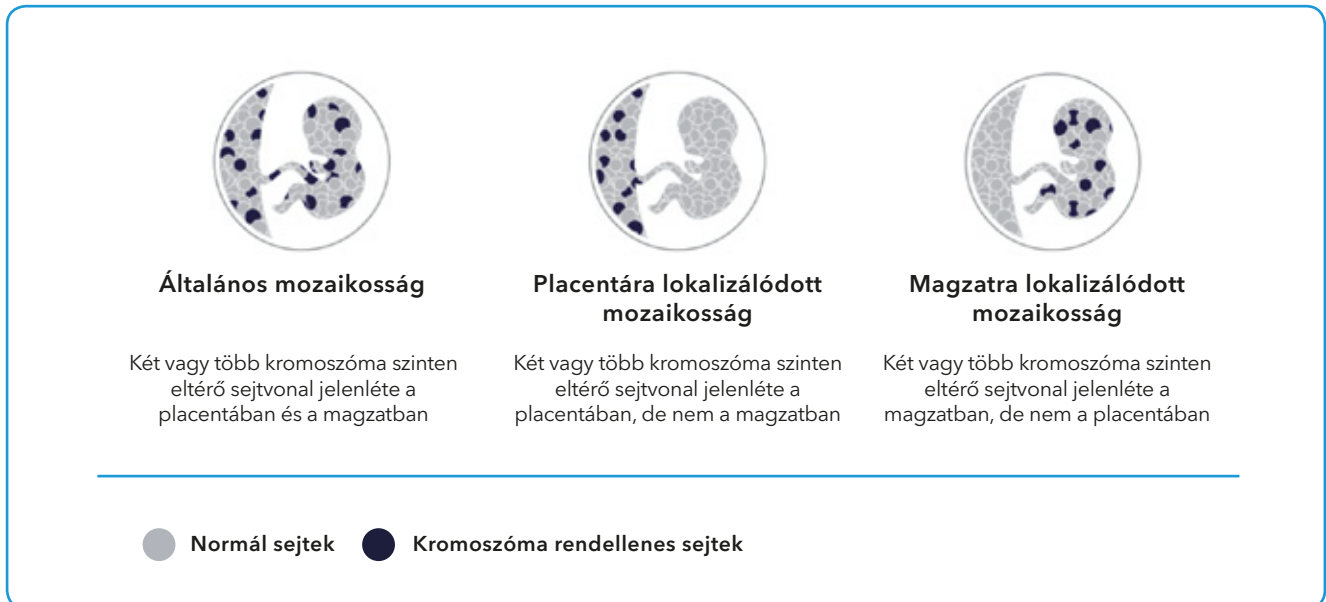 Általános mozaikosság
Két vagy több kromoszóma szinten
eltérő sejtvonal jelenléte a
placentában és a magzatban
Placentára lokalizálódott
mozaikosság
Két vagy több kromoszóma szinten
eltérő sejtvonal jelenléte a
placentában, de nem a magzatban
Magzatra lokalizálódott
mozaikosság
Két vagy több kromoszóma szinten
eltérő sejtvonal jelenléte a
magzatban, de nem a placentában
Normál sejtek
Kromoszóma rendellenes sejtek